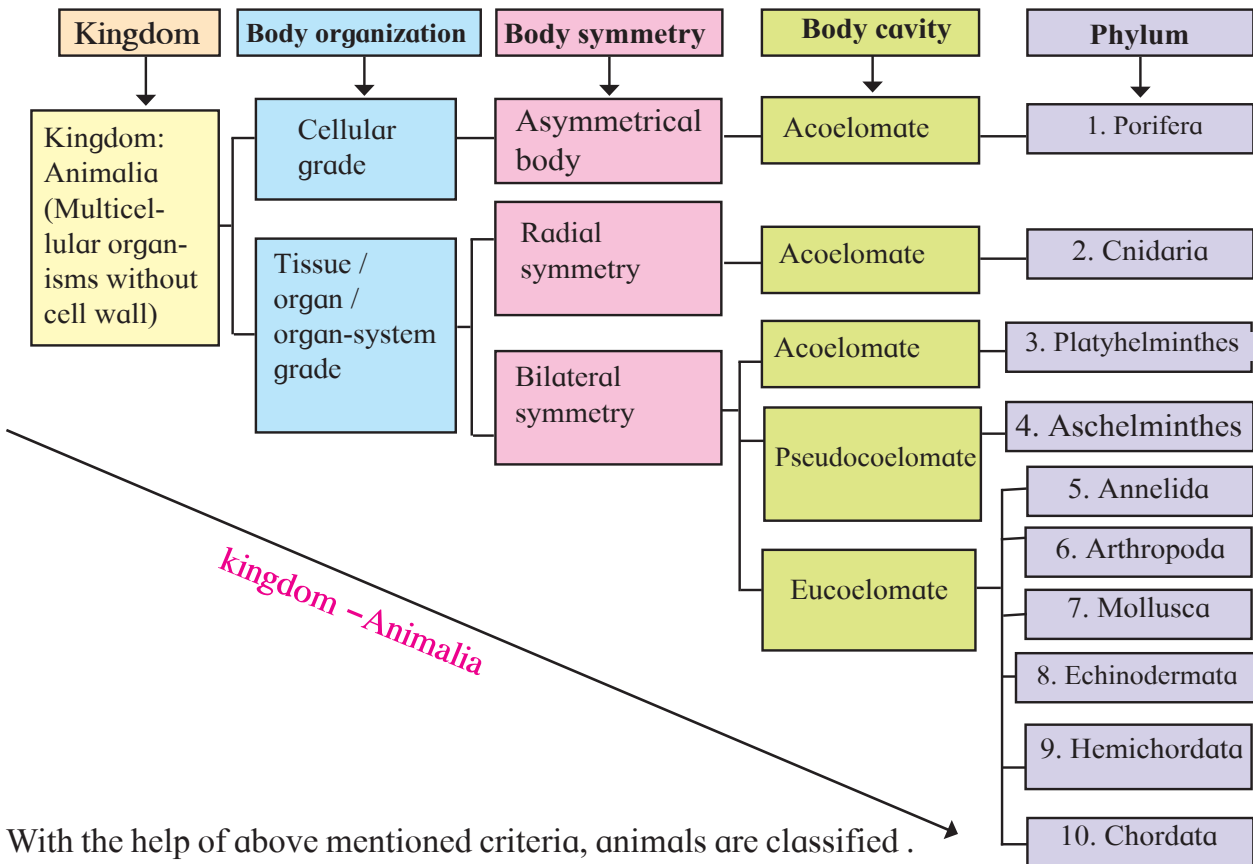 Kingdom
Body organization
Body symmetry
Body cavity
Phylum
Kingdom:
Animalia
(Multicel-
lular organ-
isms without
cell wall)
Cellular
grade
Tissue /
organ /
organ-system
grade
Asymmetrical
body
Radial
symmetry
Bilateral
symmetry
Acoelomate
Acoelomate
Acoelomate
Pseudocoelomate
Eucoelomate
1. Porifera
2. Cnidaria
3. Platyhelminthes
4. Aschelminthes
5. Annelida
6. Arthropoda
7. Mollusca
8. Echinodermata
9. Hemichordata
10. Chordata
kingdom –Animalia
With the help of above mentioned criteria, animals are classified .